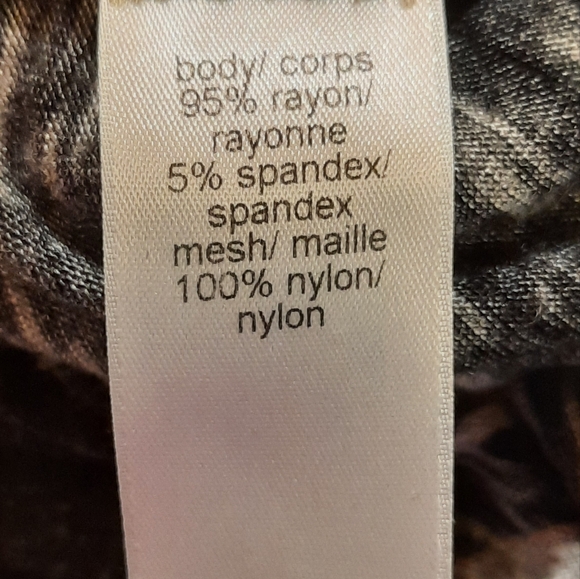 body/ corps
95% rayon/
rayonne
5% spandex/
spandex
mesh/ maille
100% nylon/
nylon